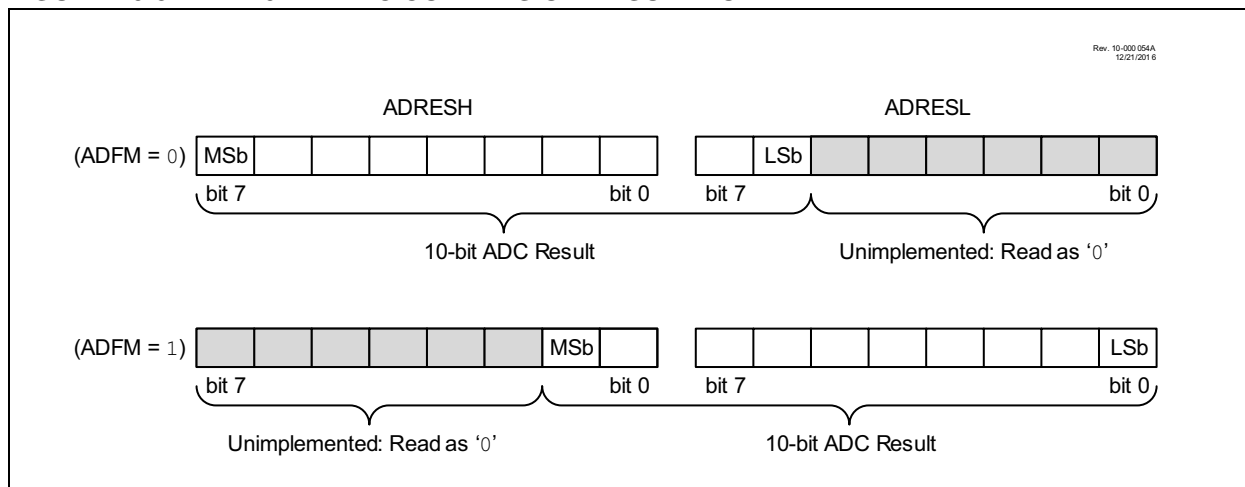 Rev. 10-000 054A
12/21/201 6
ADRESH ADRESL
(ADFM = 0) MSb LSb
bit 7 bit 0 bit 7 bit 0
10-bit ADC Result Unimplemented: Read as ‘0’
(ADFM = 1) MSb LSb
bit 7 bit 0 bit 7 bit 0
Unimplemented: Read as ‘0’ 10-bit ADC Result